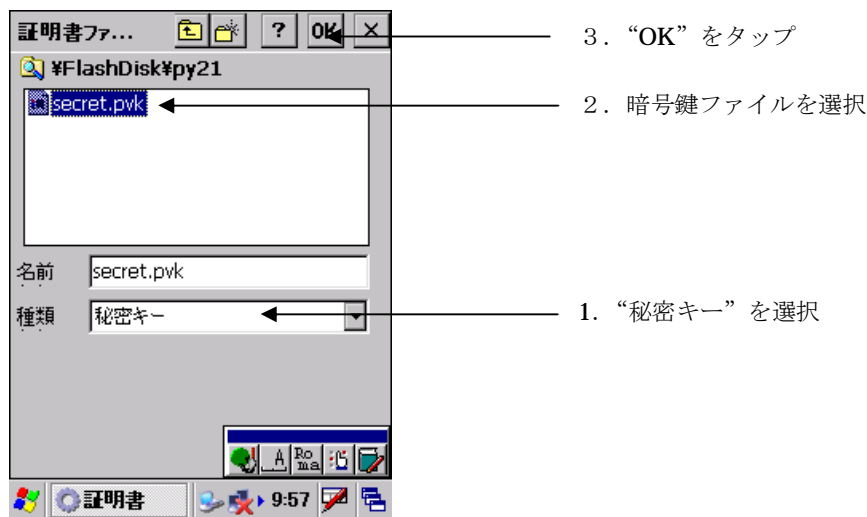 証明書ファ... ? OK ×
3．“OK”をタップ
¥FlashDisk¥py21
secret.pvk
2．暗号鍵ファイルを選択
名前 secret.pvk
種類 秘密キー
1．“秘密キー”を選択
A Ro ma
証明書 9:57